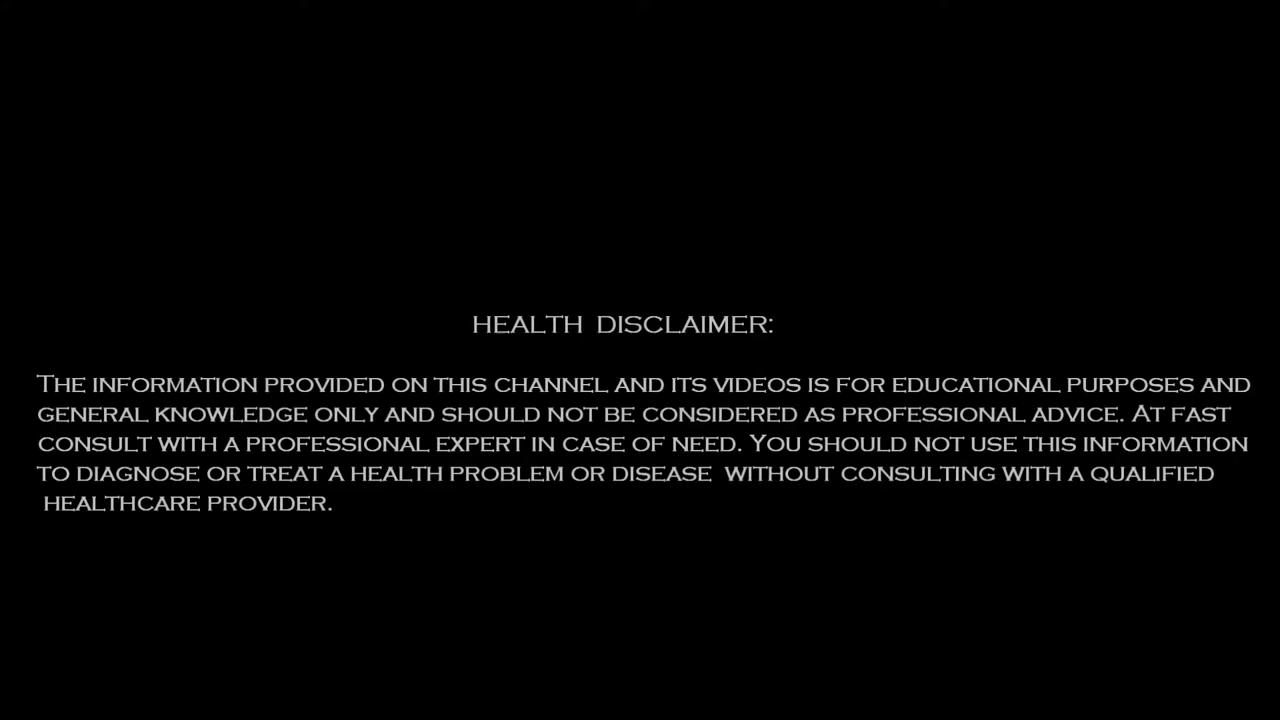 HEALTH DISCLAIMER:
THE INFORMATION PROVIDED ON THIS CHANNEL AND ITS VIDEOS IS FOR EDUCATIONAL PURPOSES AND
GENERAL KNOWLEDGE ONLY AND SHOULD NOT BE CONSIDERED AS PROFESSIONAL ADVICE. AT FAST
CONSULT WITH A PROFESSIONAL EXPERT IN CASE OF NEED. YOU SHOULD NOT USE THIS INFORMATION
TO DIAGNOSE OR TREAT A HEALTH PROBLEM OR DISEASE WITHOUT CONSULTING WITH A QUALIFIED
HEALTHCARE PROVIDER.